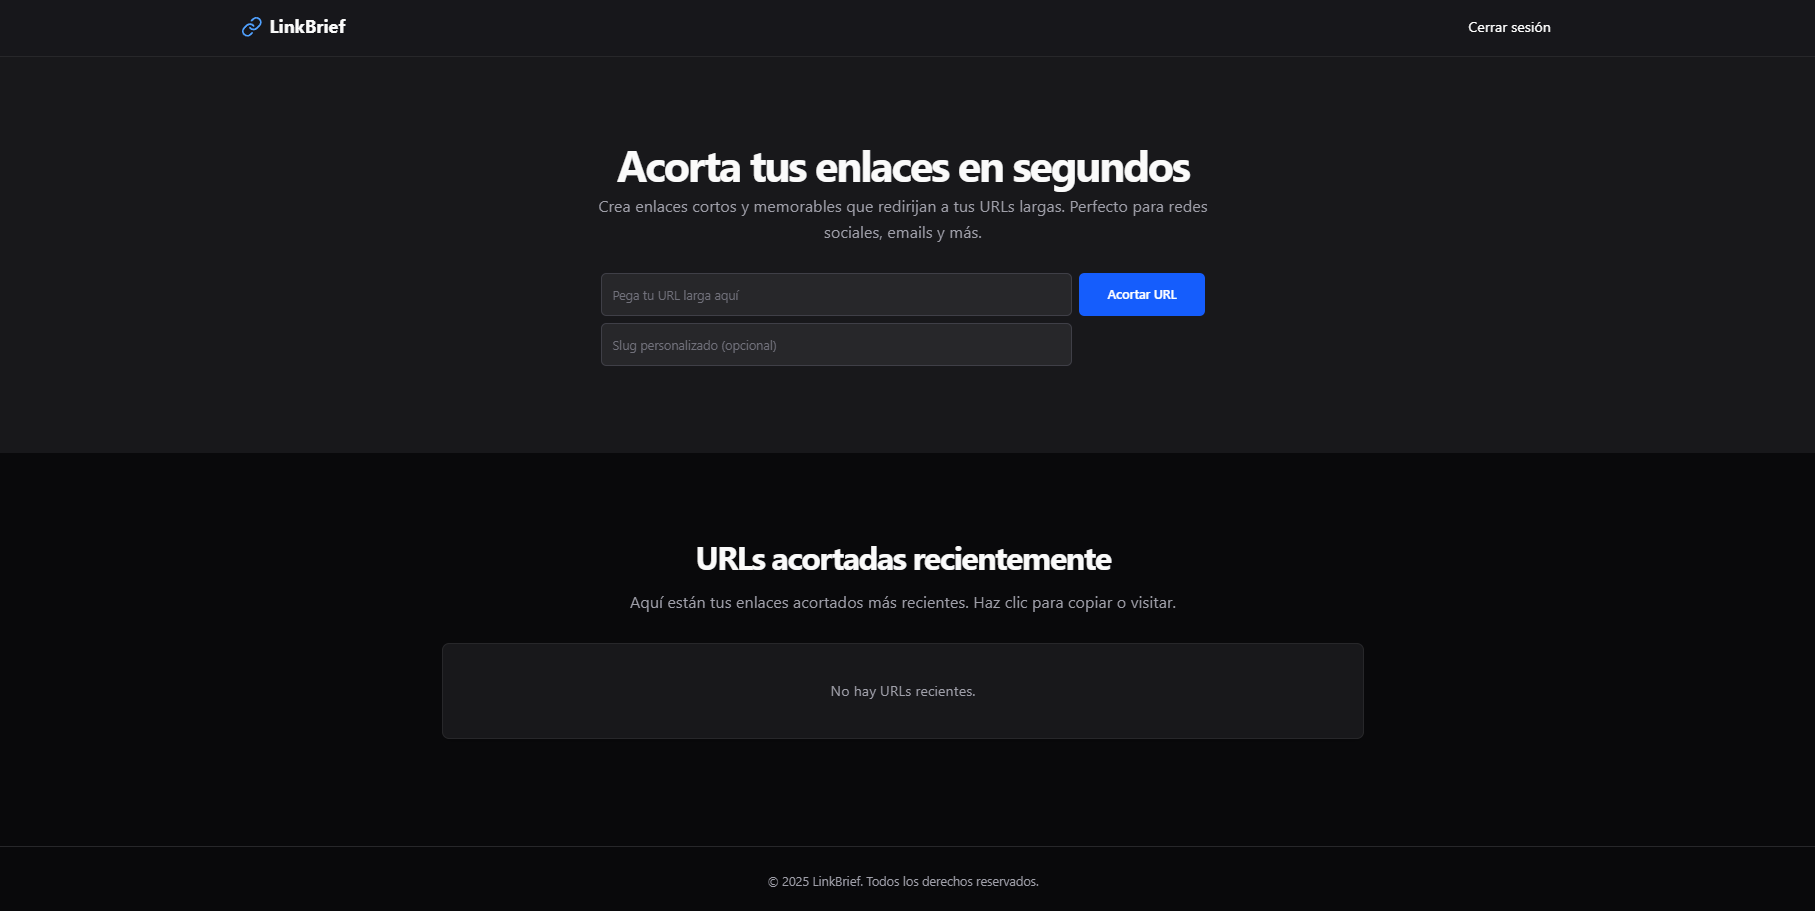 LinkBrief
Cerrar sesión
Acorta tus enlaces en segundos
Crea enlaces cortos y memorables que redirijan a tus URLs largas. Perfecto para redes
sociales, emails y más.
Pega tu URL larga aquí
Acortar URL
Slug personalizado (opcional)
URLs acortadas recientemente
Aquí están tus enlaces acortados más recientes. Haz clic para copiar o visitar.
No hay URLs recientes.
© 2025 LinkBrief. Todos los derechos reservados.